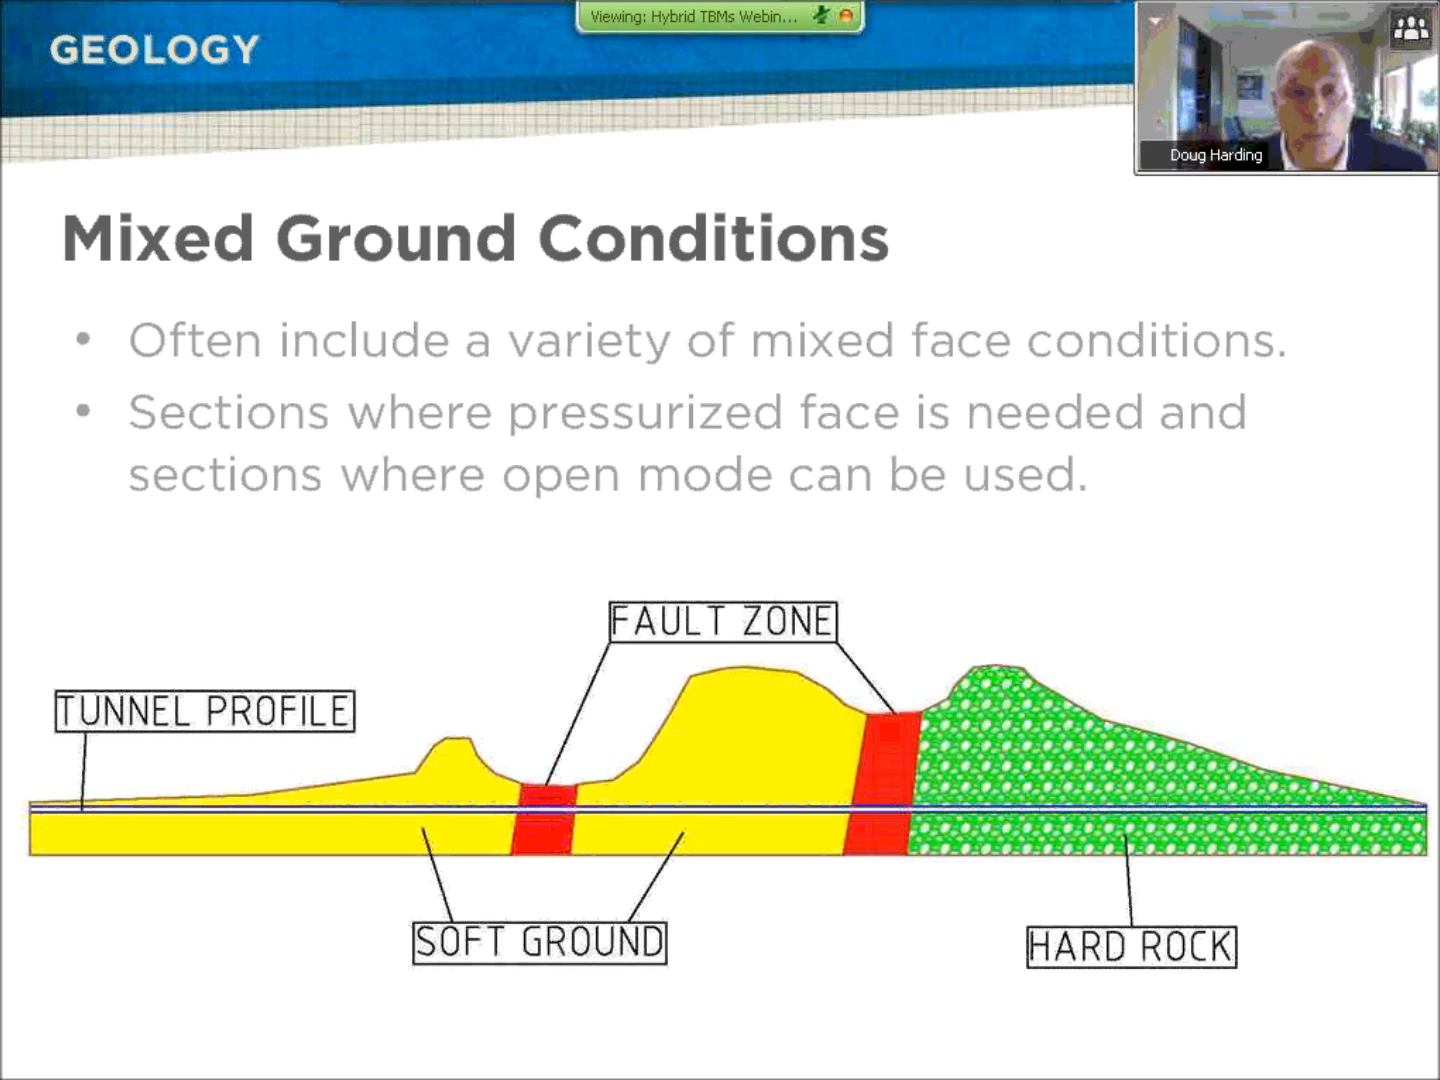 Viewing: Hybrid TBMs Webin...
GEOLOGY
Doug Harding
Mixed Ground Conditions
• Often include a variety of mixed face conditions.
• Sections where pressurized face is needed and
sections where open mode can be used.
FAULT ZONE
TUNNEL PROFILE
SOFT GROUND
HARD ROCK